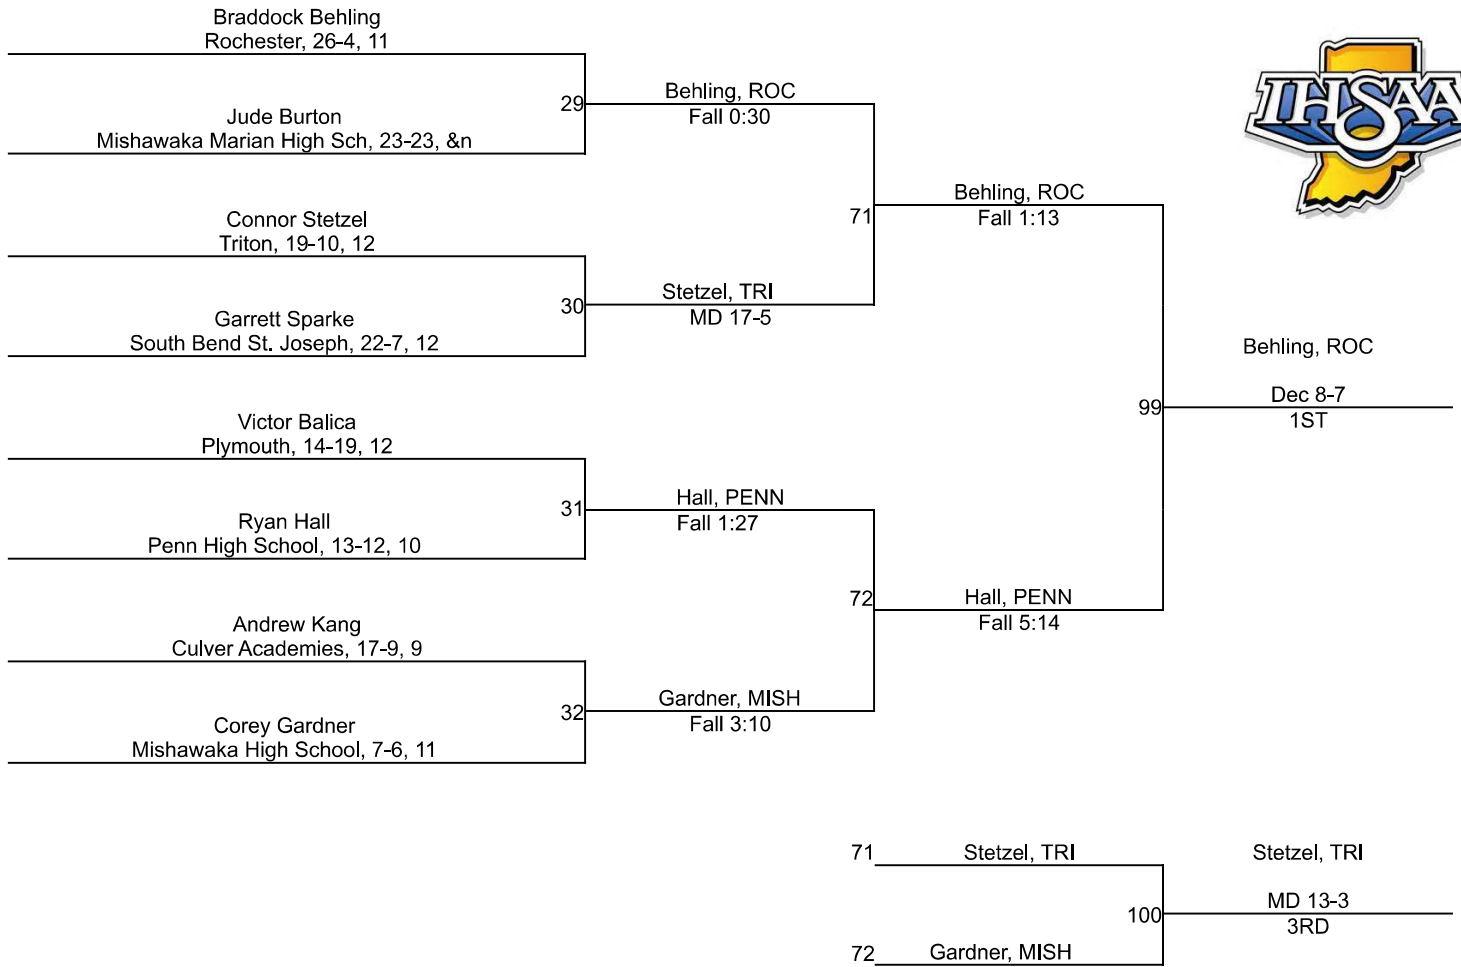 Braddock Behling
Rochester, 26-4, 11
29
Jude Burton
Mishawaka Marian High Sch, 23-23, &n
Behling, ROC
Fall 0:30
IHSAA
71
Behling, ROC
Fall 1:13
Connor Stetzel
Triton, 19-10, 12
30
Garrett Sparke
South Bend St. Joseph, 22-7, 12
Stetzel, TRI
MD 17-5
Behling, ROC
99
Dec 8-7
1ST
Victor Balica
Plymouth, 14-19, 12
31
Ryan Hall
Penn High School, 13-12, 10
Hall, PENN
Fall 1:27
72
Hall, PENN
Fall 5:14
Andrew Kang
Culver Academies, 17-9, 9
32
Corey Gardner
Mishawaka High School, 7-6, 11
Gardner, MISH
Fall 3:10
71
Stetzel, TRI
Stetzel, TRI
100
MD 13-3
3RD
72
Gardner, MISH